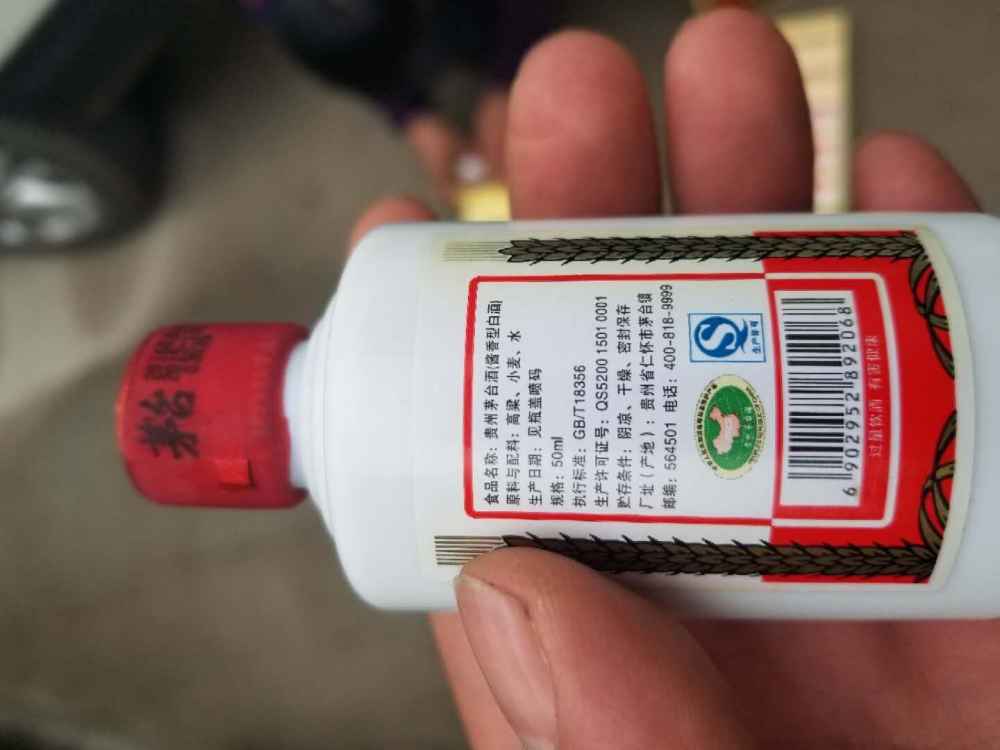 茅台
食品名称：贵州茅台酒(酱香型白酒)
原料与配料：高粱、小麦、水
生产日期：见瓶盖喷码
规格：50ml
执行标准：GB/T18356
生产许可证号：QS5200 1501 0001
贮存条件：阴凉、干燥、密封保存
厂址（产地）：贵州省仁怀市茅台镇
邮编：564501 电话：400-818-9999
QS
生产许可
6902952892068
过量饮酒 有害健康